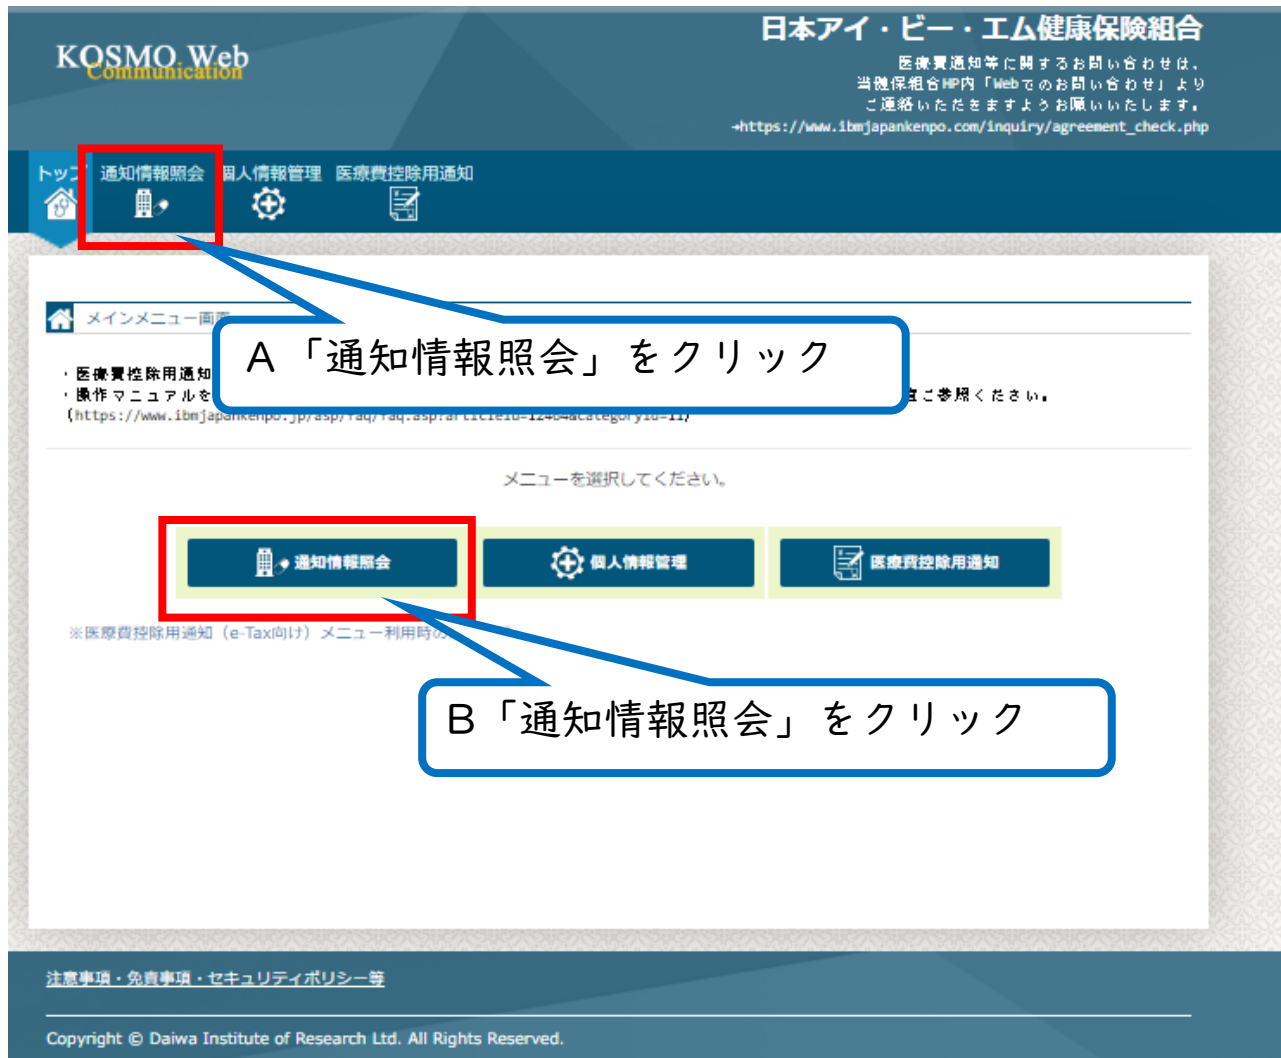 KOSMO Web
Communication
日本アイ・ビー・エム健康保険組合
医療費通知等に関するお問い合わせは、
当健保組合HP内「Webでのお問い合わせ」より
ご連絡いただきますようお願いいたします。
→https://www.ibmjapankenpo.com/inquiry/agreement_check.php
トップ 通知情報照会 個人情報管理 医療費控除用通知
メインメニュー画面
A 「通知情報照会」をクリック
・医療費控除用通知
・操作マニュアルを
ご参照ください。
(https://www.ibmjapankenpo.jp/asp/faq/faq.asp?articleid=12464&categoryid=11)
メニューを選択してください。
通知情報照会 個人情報管理 医療費控除用通知
※医療費控除用通知（e-Tax向け）メニュー利用時の
B「通知情報照会」をクリック
注意事項・免責事項・セキュリティポリシー等
Copyright © Daiwa Institute of Research Ltd. All Rights Reserved.